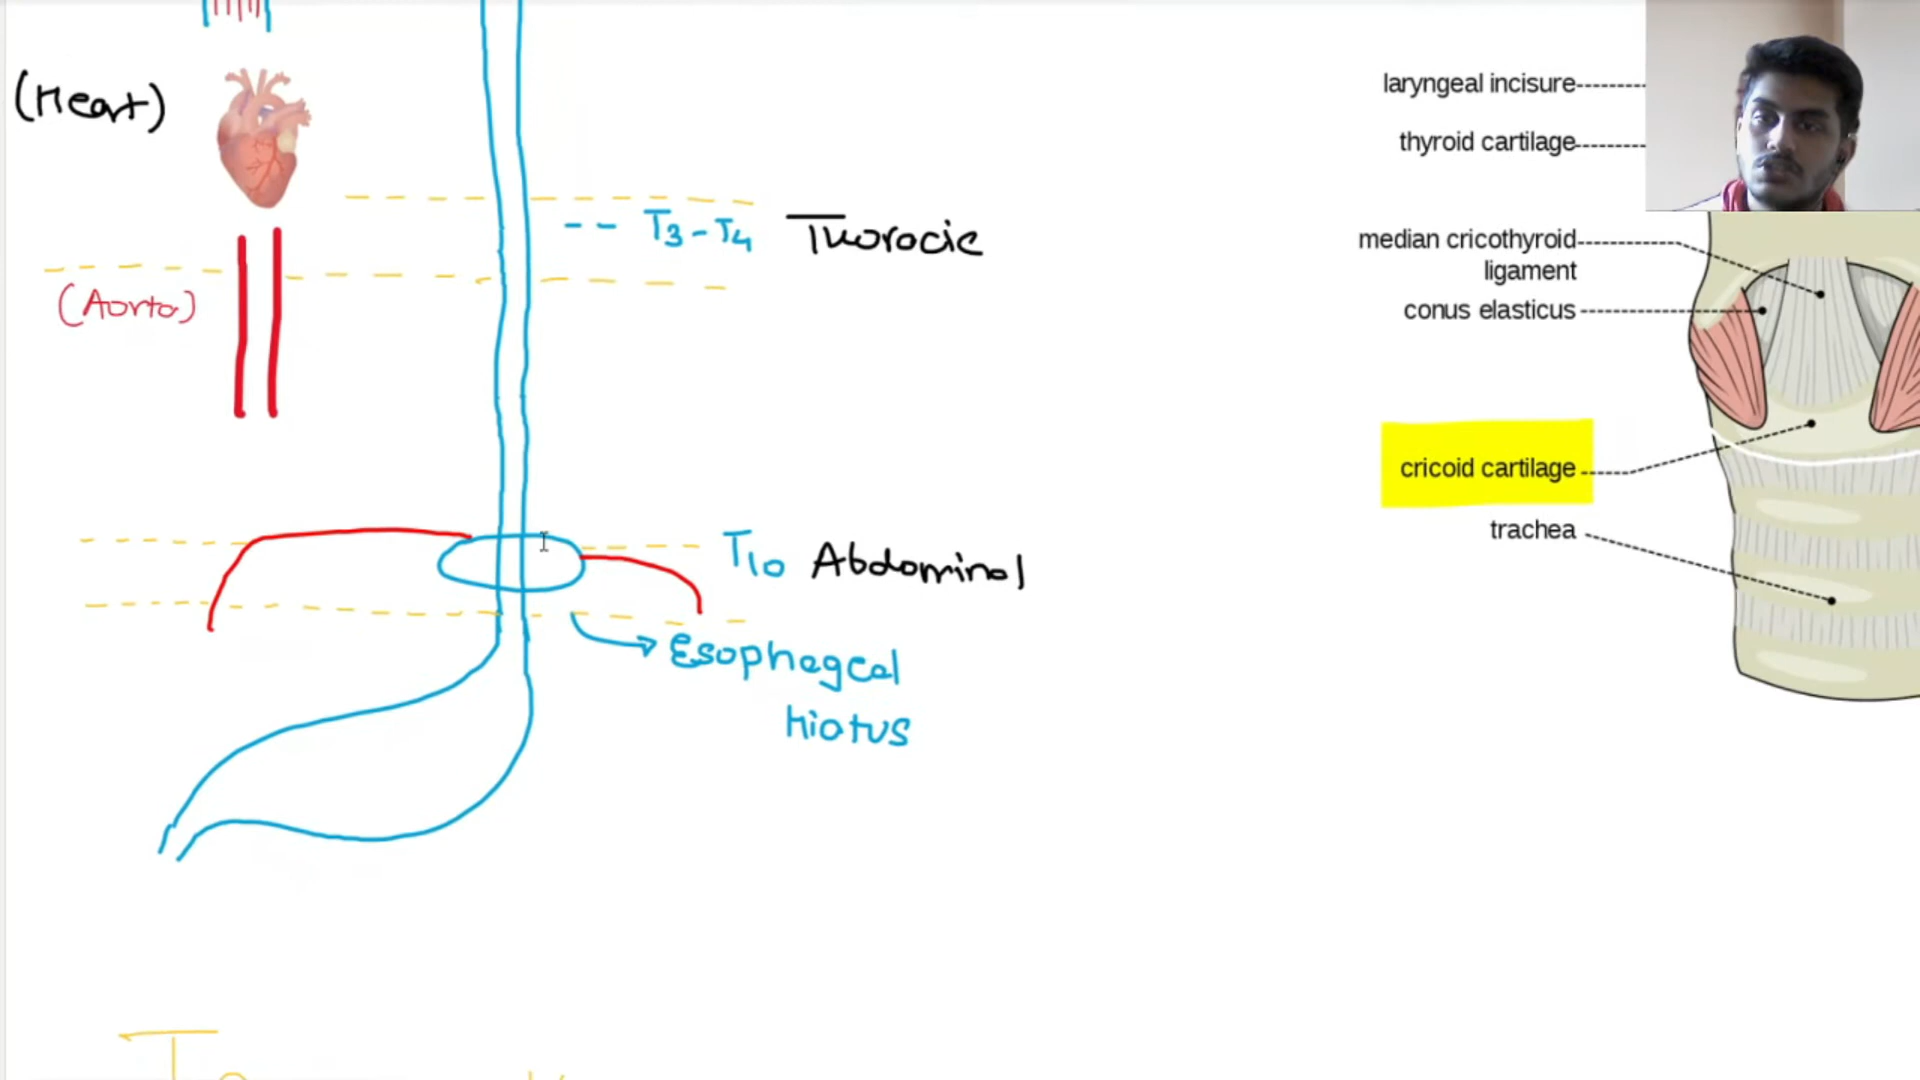 (Heart)
T3-T4 Thoracic
(Aorta)
T10 Abdominal
Esophageal
hiatus
laryngeal incisure
thyroid cartilage
median cricothyroid
ligament
conus elasticus
cricoid cartilage
trachea